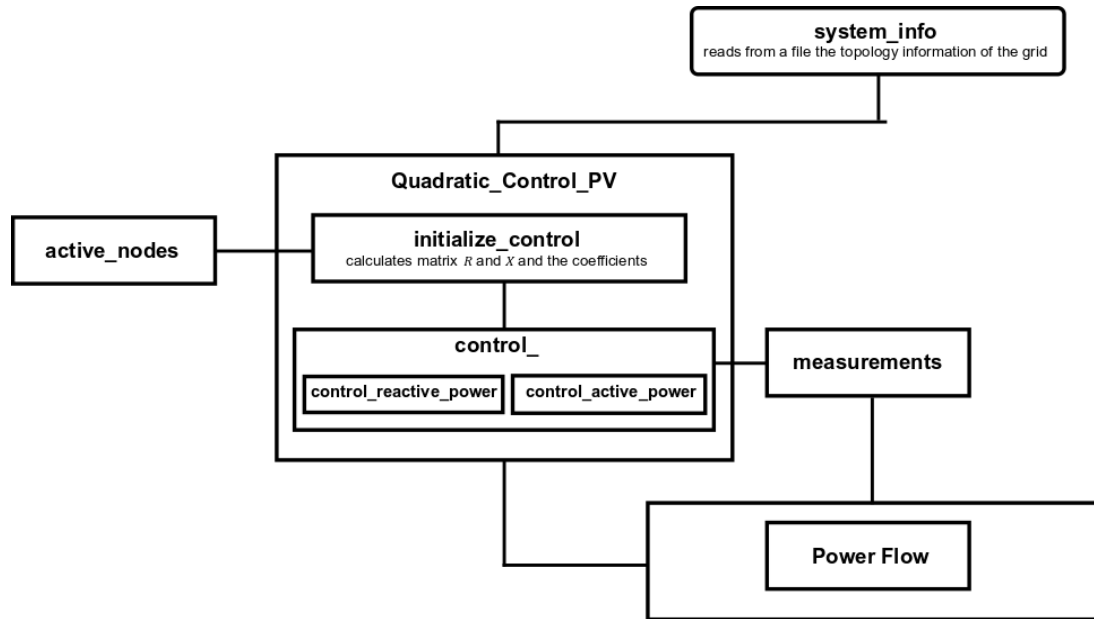 system_info
reads from a file the topology information of the grid
Quadratic_Control_PV
active_nodes
initialize_control
calculates matrix R and X and the coefficients
control_
control_reactive_power
control_active_power
measurements
Power Flow